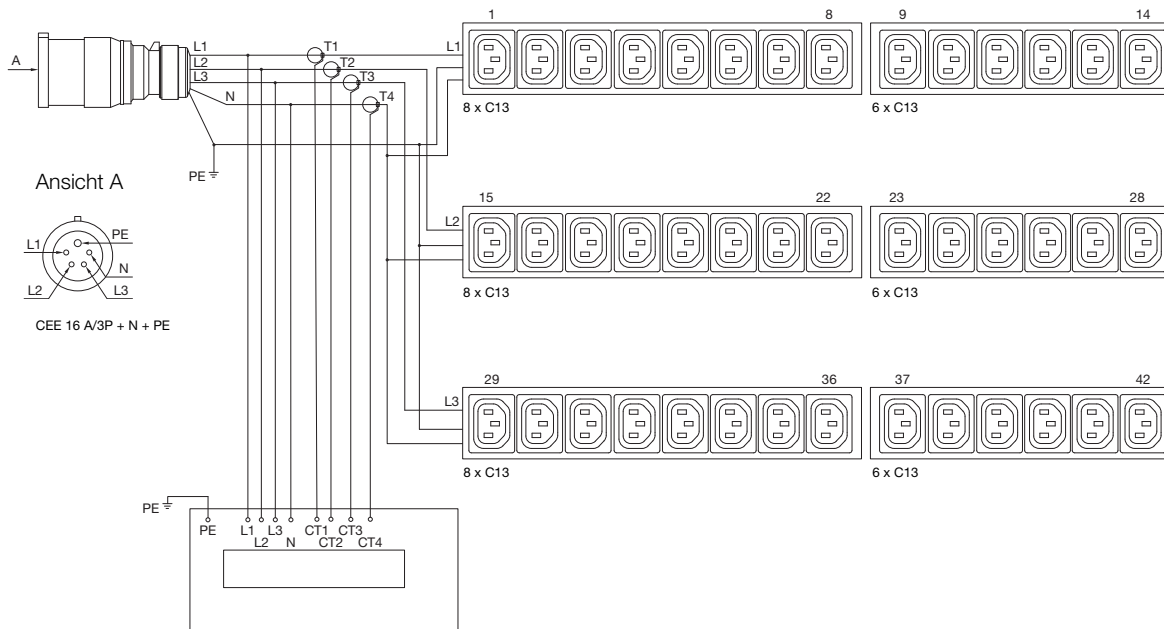 1 8 9 14
L1 T1 L1
A L2 T2
L3 T3
N T4
8 x C13 6 x C13
PE
Ansicht A
15 22 23 28
L2
PE
L1
N
L2 L3
8 x C13 6 x C13
CEE 16 A/3P + N + PE
29 36 37 42
L3
8 x C13 6 x C13
PE
PE L1 L3 CT1 CT3
L2 N CT2 CT4